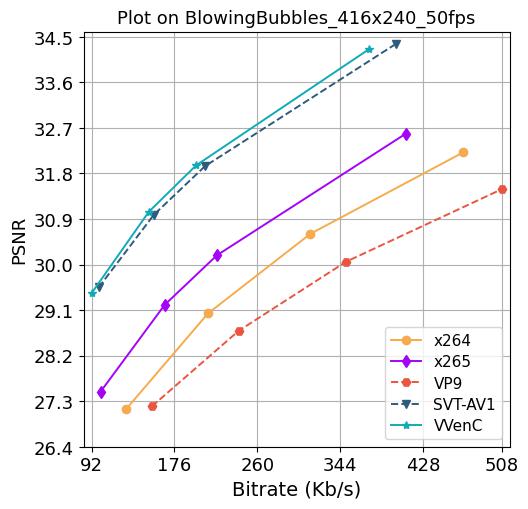 Plot on BlowingBubbles_416x240_50fps
34.5
33.6
32.7
31.8
30.9
30.0
29.1
28.2
27.3
26.4
PSNR
x264
x265
VP9
SVT-AV1
VVenC
92 176 260 344 428 508
Bitrate (Kb/s)